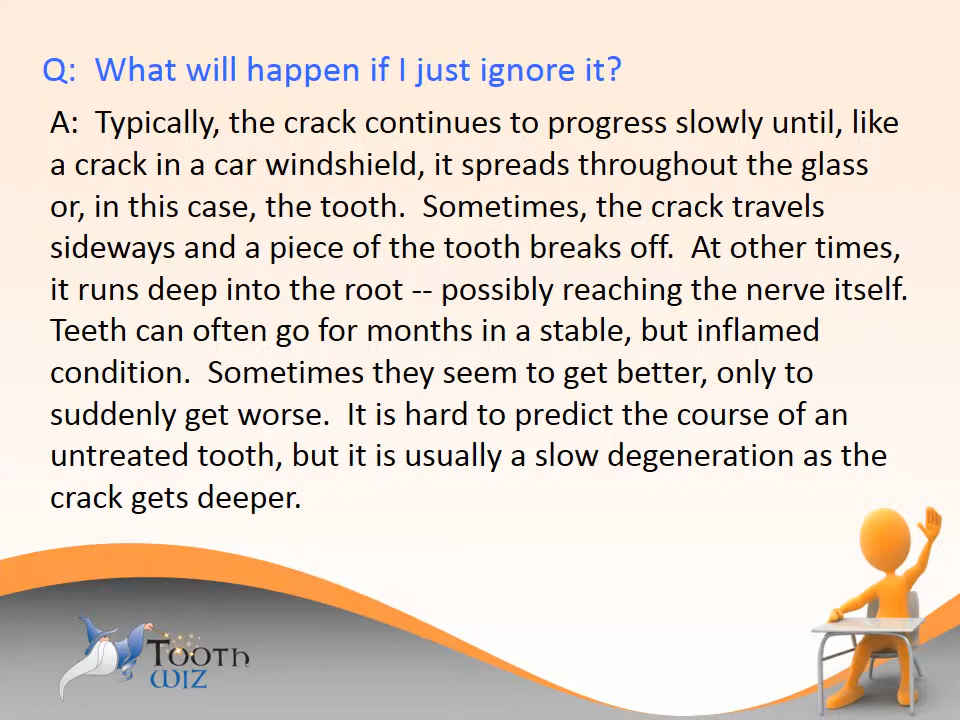 Q:  What will happen if I just ignore it?
A:  Typically, the crack continues to progress slowly until, like
a crack in a car windshield, it spreads throughout the glass
or, in this case, the tooth.  Sometimes, the crack travels
sideways and a piece of the tooth breaks off.  At other times,
it runs deep into the root -- possibly reaching the nerve itself.
Teeth can often go for months in a stable, but inflamed
condition.  Sometimes they seem to get better, only to
suddenly get worse.  It is hard to predict the course of an
untreated tooth, but it is usually a slow degeneration as the
crack gets deeper.
Tooth
Wiz